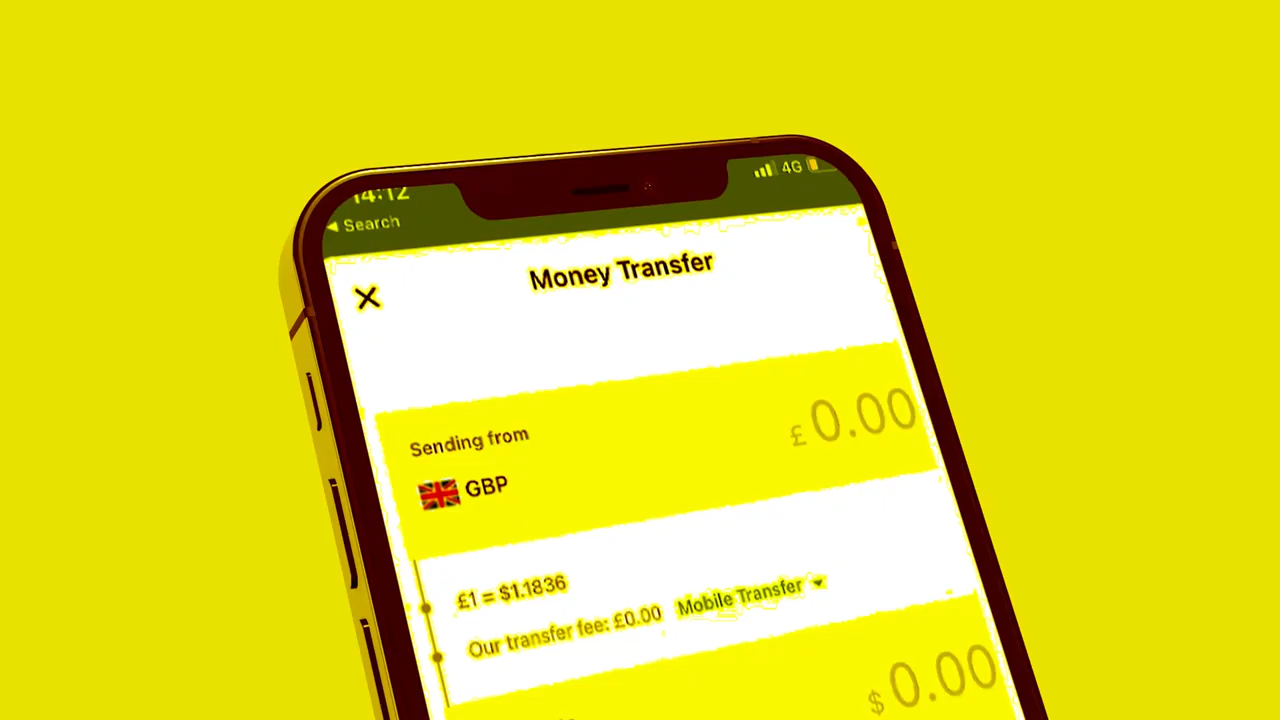 14:12
4G
Search
Money Transfer
£0.00
Sending from
GBP
£1 = $1.1836
Our transfer fee: £0.00 Mobile Transfer
$0.00